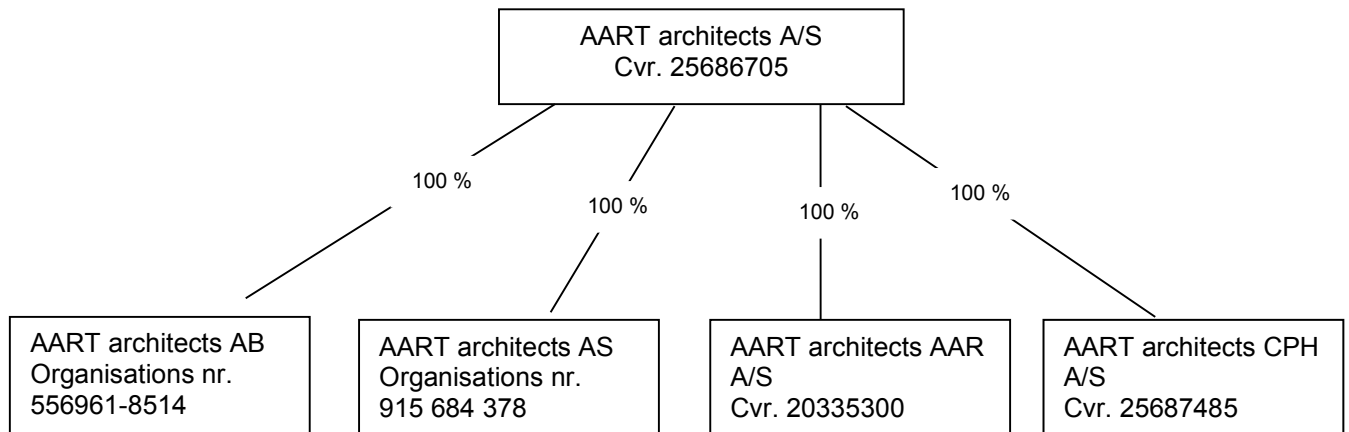 AART architects A/S
Cvr. 25686705
100 %
100 %
100 %
100 %
AART architects AB
Organisations nr.
556961-8514
AART architects AS
Organisations nr.
915 684 378
AART architects AAR
A/S
Cvr. 20335300
AART architects CPH
A/S
Cvr. 25687485